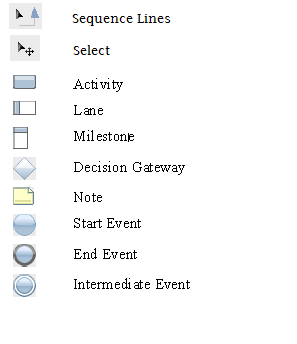 Sequence Lines
Select
Activity
Lane
Milestone
Decision Gateway
Note
Start Event
End Event
Intermediate Event